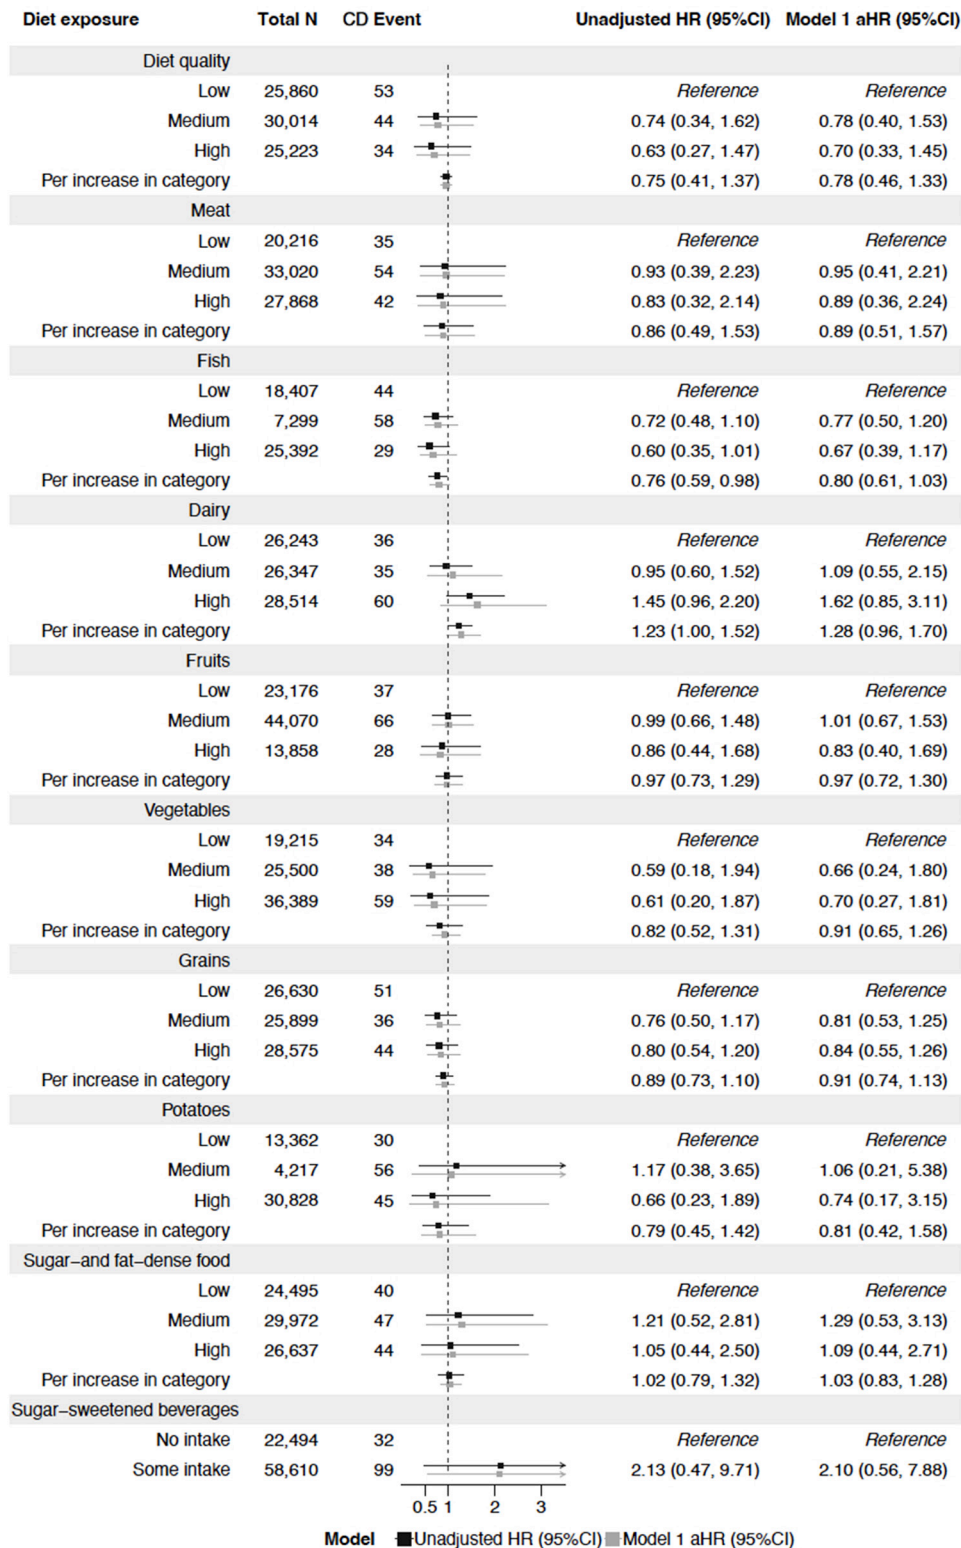 Diet exposure Total N CD Event Unadjusted HR (95%CI) Model 1 aHR (95%CI)
Diet quality
Low 25,860 53 Reference Reference
Medium 30,014 44 0.74 (0.34, 1.62) 0.78 (0.40, 1.53)
High 25,223 34 0.63 (0.27, 1.47) 0.70 (0.33, 1.45)
Per increase in category 0.75 (0.41, 1.37) 0.78 (0.46, 1.33)
Meat
Low 20,216 35 Reference Reference
Medium 33,020 54 0.93 (0.39, 2.23) 0.95 (0.41, 2.21)
High 27,868 42 0.83 (0.32, 2.14) 0.89 (0.36, 2.24)
Per increase in category 0.86 (0.49, 1.53) 0.89 (0.51, 1.57)
Fish
Low 18,407 44 Reference Reference
Medium 7,299 58 0.72 (0.48, 1.10) 0.77 (0.50, 1.20)
High 25,392 29 0.60 (0.35, 1.01) 0.67 (0.39, 1.17)
Per increase in category 0.76 (0.59, 0.98) 0.80 (0.61, 1.03)
Dairy
Low 26,243 36 Reference Reference
Medium 26,347 35 0.95 (0.60, 1.52) 1.09 (0.55, 2.15)
High 28,514 60 1.45 (0.96, 2.20) 1.62 (0.85, 3.11)
Per increase in category 1.23 (1.00, 1.52) 1.28 (0.96, 1.70)
Fruits
Low 23,176 37 Reference Reference
Medium 44,070 66 0.99 (0.66, 1.48) 1.01 (0.67, 1.53)
High 13,858 28 0.86 (0.44, 1.68) 0.83 (0.40, 1.69)
Per increase in category 0.97 (0.73, 1.29) 0.97 (0.72, 1.30)
Vegetables
Low 19,215 34 Reference Reference
Medium 25,500 38 0.59 (0.18, 1.94) 0.66 (0.24, 1.80)
High 36,389 59 0.61 (0.20, 1.87) 0.70 (0.27, 1.81)
Per increase in category 0.82 (0.52, 1.31) 0.91 (0.65, 1.26)
Grains
Low 26,630 51 Reference Reference
Medium 25,899 36 0.76 (0.50, 1.17) 0.81 (0.53, 1.25)
High 28,575 44 0.80 (0.54, 1.20) 0.84 (0.55, 1.26)
Per increase in category 0.89 (0.73, 1.10) 0.91 (0.74, 1.13)
Potatoes
Low 13,362 30 Reference Reference
Medium 4,217 56 1.17 (0.38, 3.65) 1.06 (0.21, 5.38)
High 30,828 45 0.66 (0.23, 1.89) 0.74 (0.17, 3.15)
Per increase in category 0.79 (0.45, 1.42) 0.81 (0.42, 1.58)
Sugar–and fat–dense food
Low 24,495 40 Reference Reference
Medium 29,972 47 1.21 (0.52, 2.81) 1.29 (0.53, 3.13)
High 26,637 44 1.05 (0.44, 2.50) 1.09 (0.44, 2.71)
Per increase in category 1.02 (0.79, 1.32) 1.03 (0.83, 1.28)
Sugar–sweetened beverages
No intake 22,494 32 Reference Reference
Some intake 58,610 99 2.13 (0.47, 9.71) 2.10 (0.56, 7.88)
0.5 1 2 3
Model Unadjusted HR (95%CI) Model 1 aHR (95%CI)